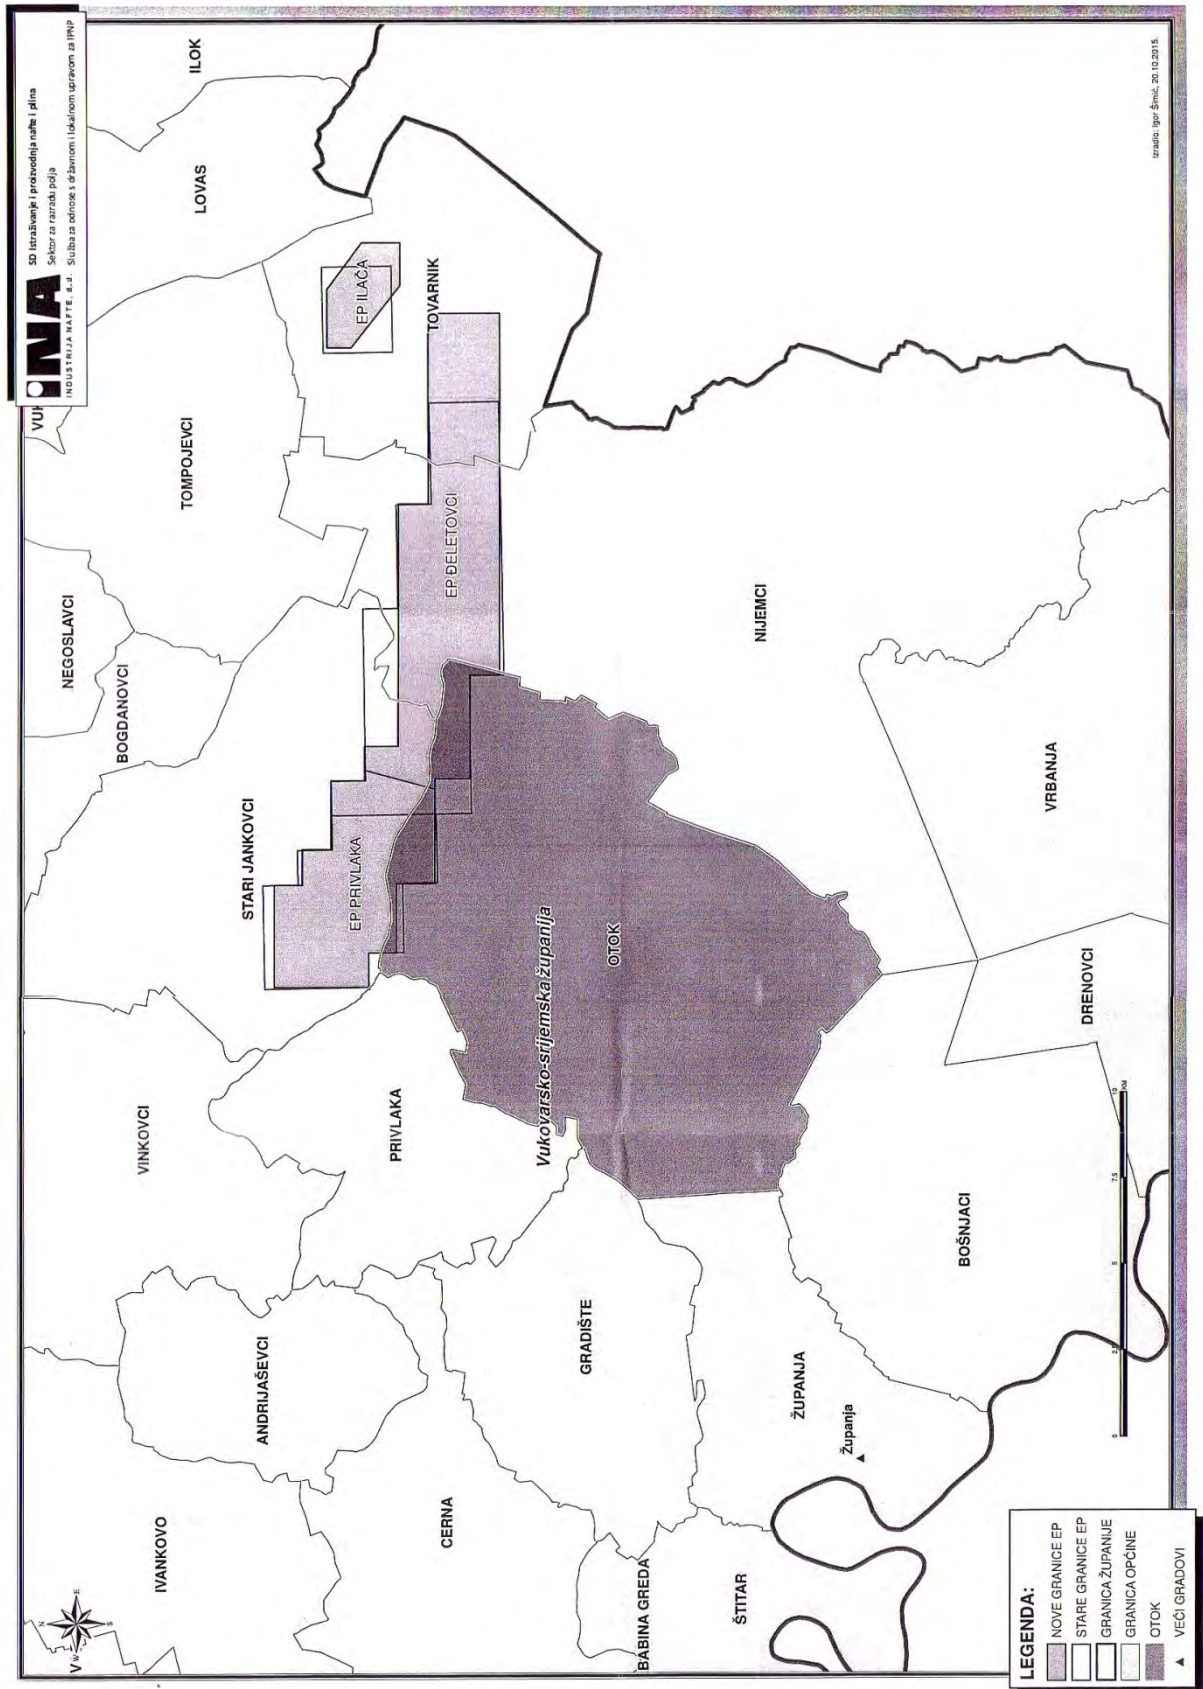 INA
INDUSTRIJA NAFTE, d.d.
SD Istraživanje i proizvodnja nafte i plina
Sektor za razradu polja
Služba za odnose s državnom i lokalnom upravom za IPNP
N
W
E
S
V
IVANKOVO
VINKOVCI
NEGOSLAVCI
BOGDANOVCI
VUK
TOMPOJEVCI
LOVAS
ILOK
ANDRIJAŠEVCI
STARI JANKOVCI
EP PRIVLAKA
EP ĐELETOVCI
EP ILAČA
TOVARNIK
CERNA
PRIVLAKA
Vukovarsko-srijemska županija
OTOK
GRADIŠTE
BABINA GREDA
ŠTITAR
ŽUPANJA
Županja
NIJEMCI
BOŠNJACI
VRBANJA
DRENOVCI
0 2,5 5 7,5 10
KM
LEGENDA:
NOVE GRANICE EP
STARE GRANICE EP
GRANICA ŽUPANIJE
GRANICA OPĆINE
OTOK
VEĆI GRADOVI
Izradio: Igor Šimić, 20.10.2015.